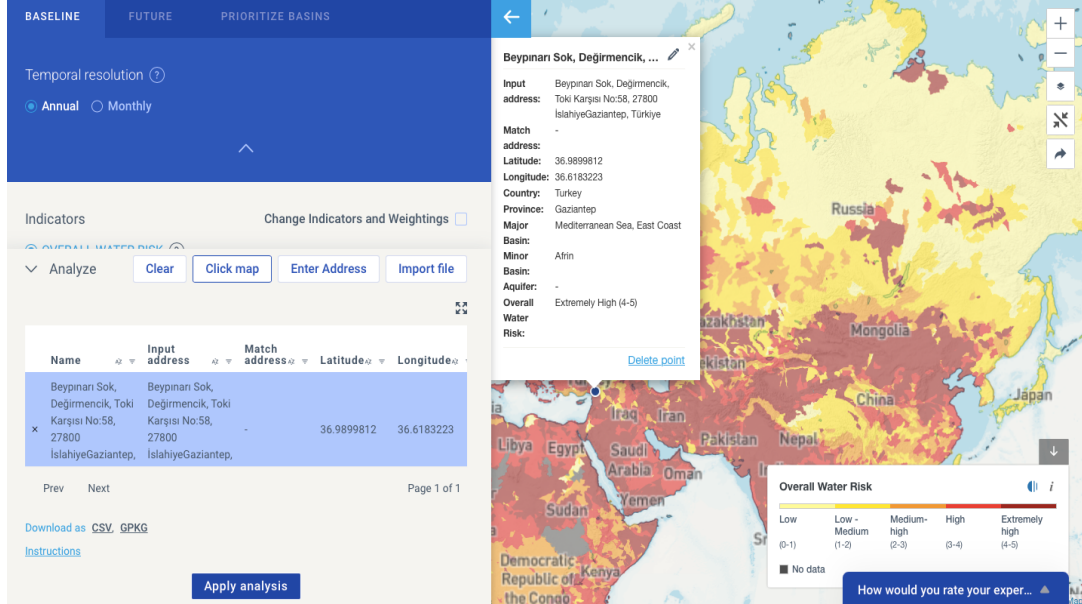 BASELINE
FUTURE
PRIORITIZE BASINS
Temporal resolution ?
Annual
Monthly
Indicators
Change Indicators and Weightings
OVERALL WATER RISK ?
Analyze
Clear
Click map
Enter Address
Import file
Name
Input address
Match address
Latitude
Longitude
×
Beypınarı Sok,
Değirmencik, Toki
Karşısı No:58,
27800
İslahiyeGaziantep,
Beypınarı Sok,
Değirmencik, Toki
Karşısı No:58,
27800
İslahiyeGaziantep,
-
36.9899812
36.6183223
Prev
Next
Page 1 of 1
Download as CSV, GPKG
Instructions
Apply analysis
Beypınarı Sok, Değirmencik, ...
×
Input Beypınarı Sok, Değirmencik,
address: Toki Karşısı No:58, 27800
İslahiyeGaziantep, Türkiye
Match -
address:
Latitude: 36.9899812
Longitude: 36.6183223
Country: Turkey
Province: Gaziantep
Major Mediterranean Sea, East Coast
Basin:
Minor Afrin
Basin:
Aquifer: -
Overall Extremely High (4-5)
Water
Risk:
Delete point
Russia
Mongolia
China
Japan
Iraq
Iran
Pakistan
Nepal
Libya
Egypt
Saudi
Arabia
Oman
Yemen
Sudan
Democratic
Republic of
the Congo
Kenya
Overall Water Risk
i
Low
Low -
Medium
Medium-
high
High
Extremely
high
(0-1)
(1-2)
(2-3)
(3-4)
(4-5)
No data
How would you rate your exper...